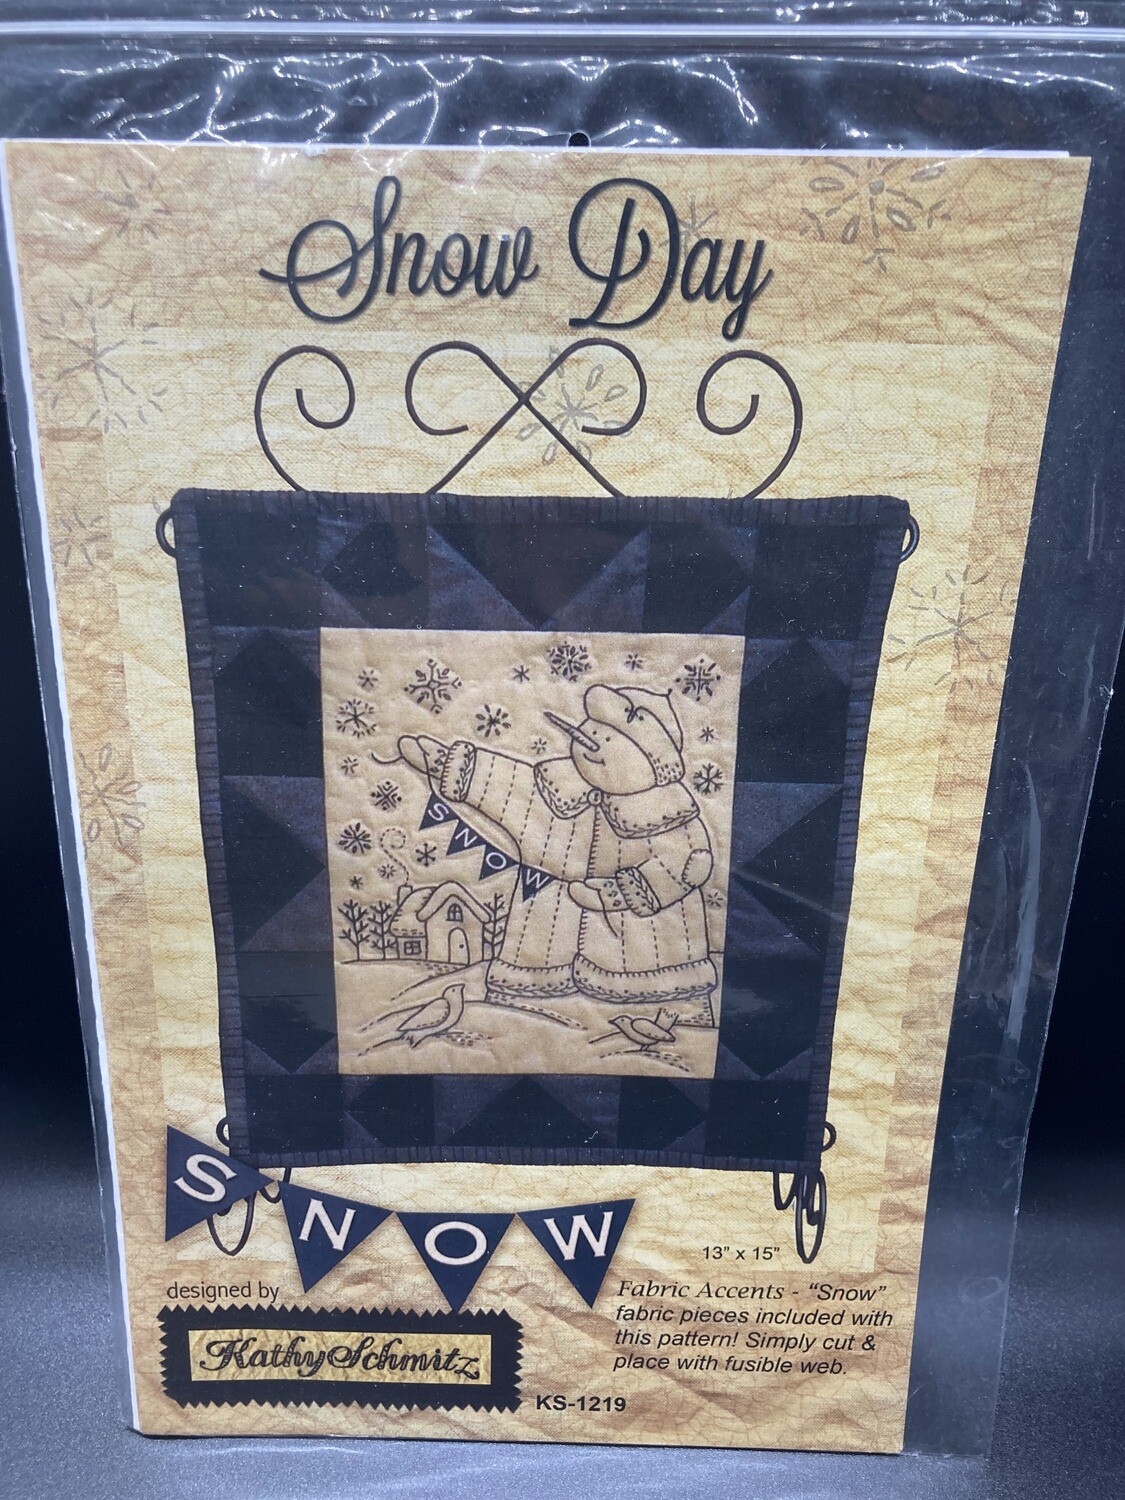 Snow Day
SNOW
SNOW
13" x 15"
designed by
Kathy Schmitz
Fabric Accents - "Snow"
fabric pieces included with
this pattern! Simply cut &
place with fusible web.
KS-1219